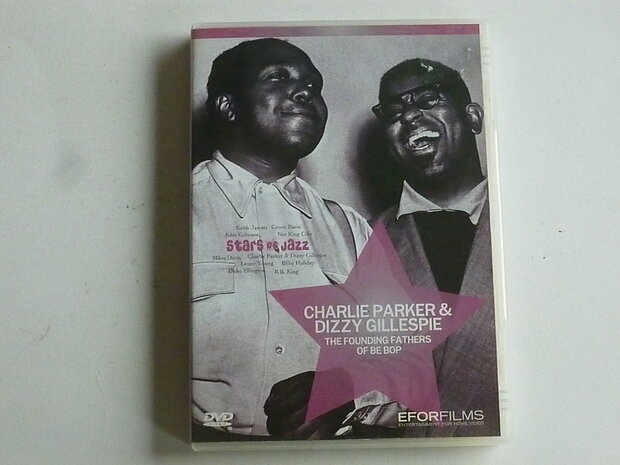 Keith Jarrett Count Basie
John Coltrane Nat King Cole
Stars of Jazz
Miles Davis Charlie Parker & Dizzy Gillespie
Lester Young Billie Holiday
Duke Ellington B.B. King
CHARLIE PARKER &
DIZZY GILLESPIE
THE FOUNDING FATHERS
OF BE BOP
DVD
VIDEO
EFORFILMS
ENTERTAINMENT FOR HOME VIDEO